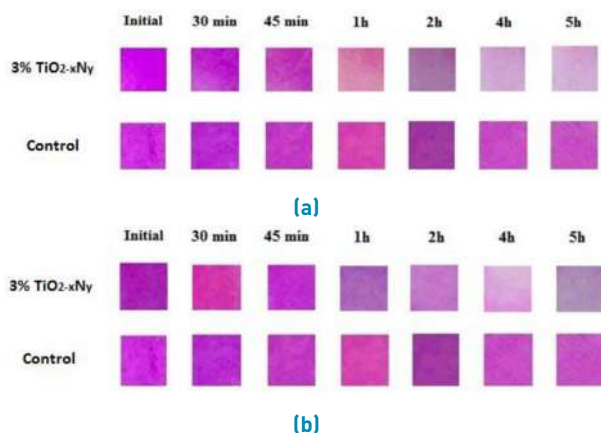 Initial 30 min 45 min 1h 2h 4h 5h
3% TiO2-xNy
Control
(a)
Initial 30 min 45 min 1h 2h 4h 5h
3% TiO2-xNy
Control
(b)